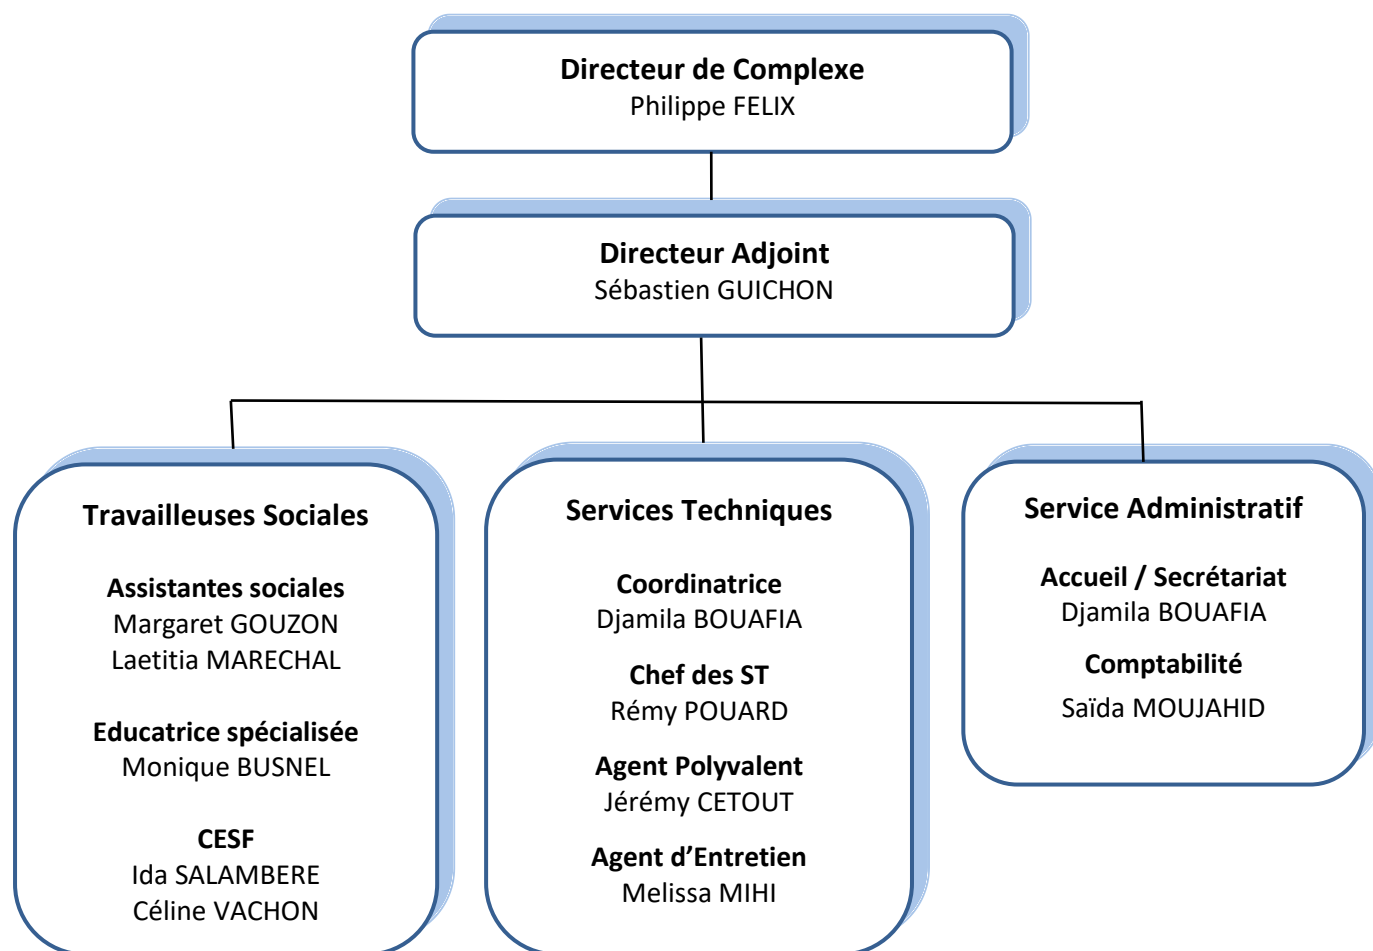 Directeur de Complexe
Philippe FELIX
Directeur Adjoint
Sébastien GUICHON
Travailleuses Sociales
Assistantes sociales
Margaret GOUZON
Laetitia MARECHAL
Educatrice spécialisée
Monique BUSNEL
CESF
Ida SALAMBERE
Céline VACHON
Services Techniques
Coordinatrice
Djamila BOUAFIA
Chef des ST
Rémy POUARD
Agent Polyvalent
Jérémy CETOUT
Agent d’Entretien
Melissa MIHI
Service Administratif
Accueil / Secrétariat
Djamila BOUAFIA
Comptabilité
Saïda MOUJAHID